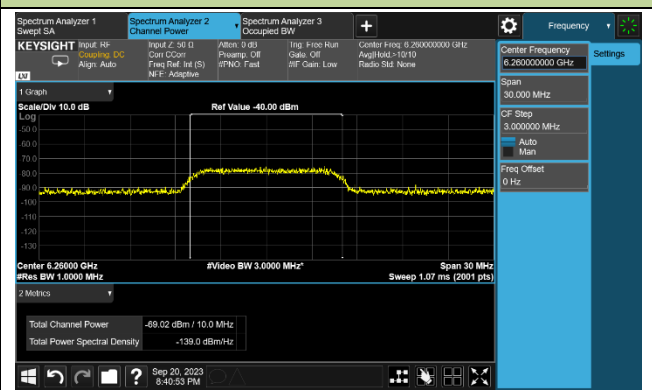 Spectrum Analyzer 1
Swept SA
Spectrum Analyzer 2
Channel Power
Spectrum Analyzer 3
Occupied BW
Frequency
KEYSIGHT
Input: RF
Coupling: DC
Align: Auto
Input Z: 50 Ω
Corr CCorr
Freq Ref: Int (S)
NFE: Adaptive
Atten: 0 dB
Preamp: Off
#PNO: Fast
Trig: Free Run
Gate: Off
#IF Gain: Low
Center Freq: 6.260000000 GHz
Avg|Hold:>10/10
Radio Std: None
LXI
Center Frequency
6.260000000 GHz
Settings
Span
30.000 MHz
CF Step
3.000000 MHz
Auto
Man
Freq Offset
0 Hz
1 Graph
Scale/Div 10.0 dB
Ref Value -40.00 dBm
Log
-50.0
-60.0
-70.0
-80.0
-90.0
-100
-110
-120
-130
Center 6.26000 GHz
#Video BW 3.0000 MHz*
Span 30 MHz
#Res BW 1.0000 MHz
Sweep 1.07 ms (2001 pts)
2 Metrics
Total Channel Power
-69.02 dBm / 10.0 MHz
Total Power Spectral Density
-139.0 dBm/Hz
Sep 20, 2023
8:40:53 PM